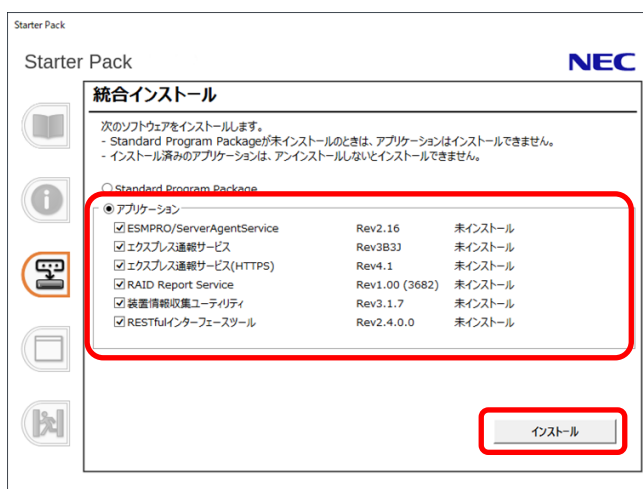 Starter Pack
Starter Pack
NEC
統合インストール
次のソフトウェアをインストールします。
- Standard Program Packageが未インストールのときは、アプリケーションはインストールできません。
- インストール済みのアプリケーションは、アンインストールしないとインストールできません。
Standard Program Package
アプリケーション
ESMPRO/ServerAgentService Rev2.16 未インストール
エクスプレス通報サービス Rev3B3J 未インストール
エクスプレス通報サービス(HTTPS) Rev4.1 未インストール
RAID Report Service Rev1.00 (3682) 未インストール
装置情報収集ユーティリティ Rev3.1.7 未インストール
RESTfulインターフェースツール Rev2.4.0.0 未インストール
インストール